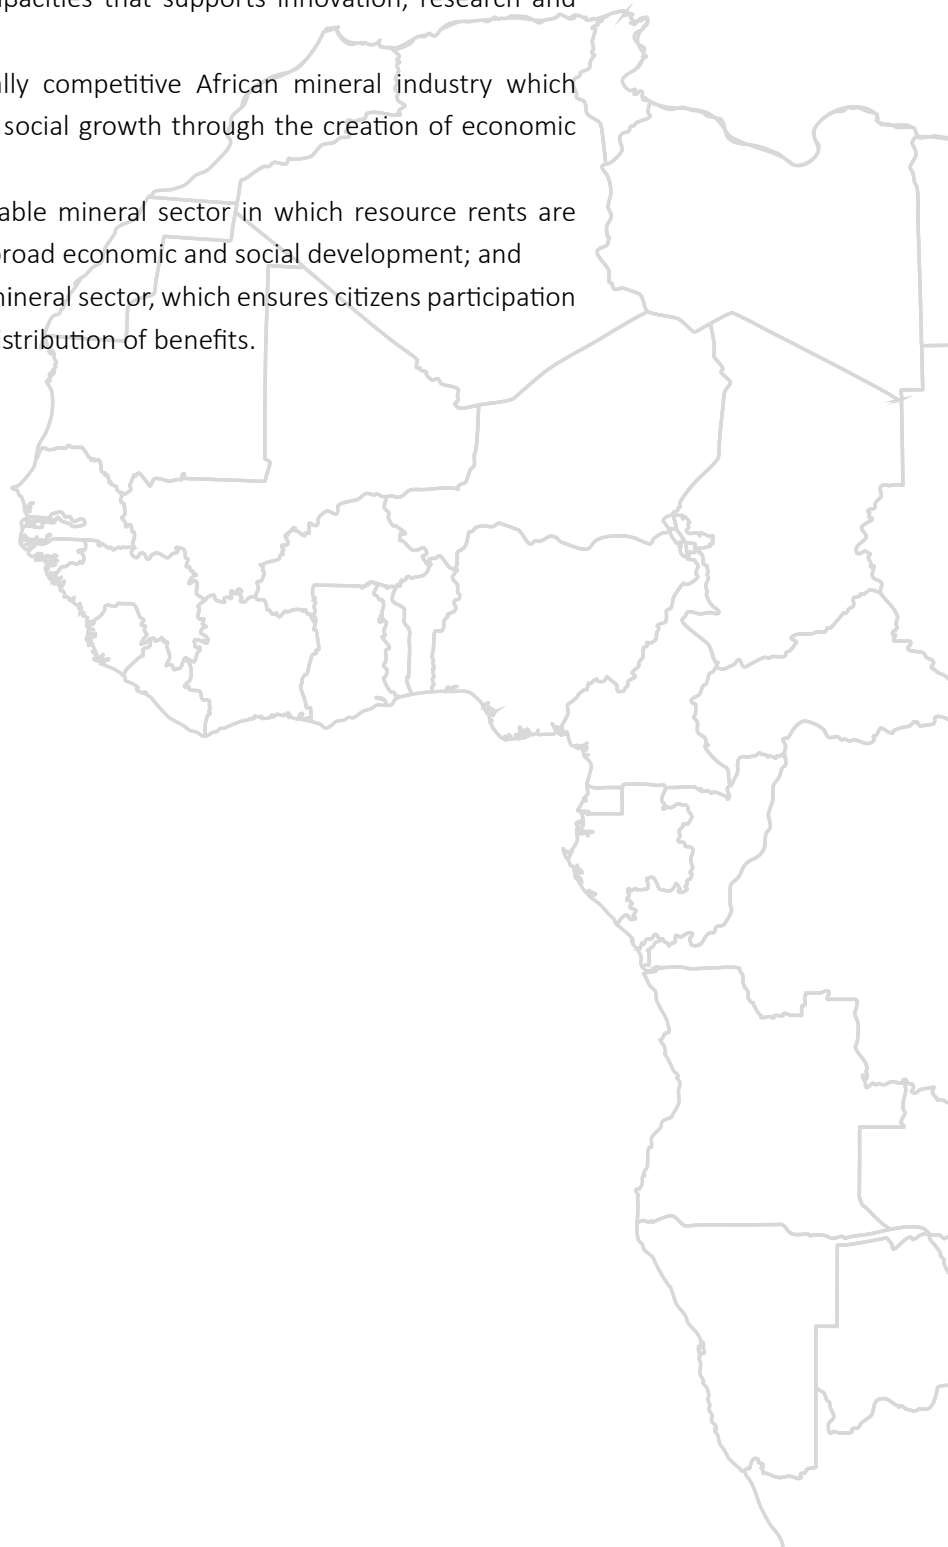 pacities that supports innovation, research and
ally competitive African mineral industry which
social growth through the creation of economic
able mineral sector in which resource rents are
broad economic and social development; and
mineral sector, which ensures citizens participation
istribution of benefits.